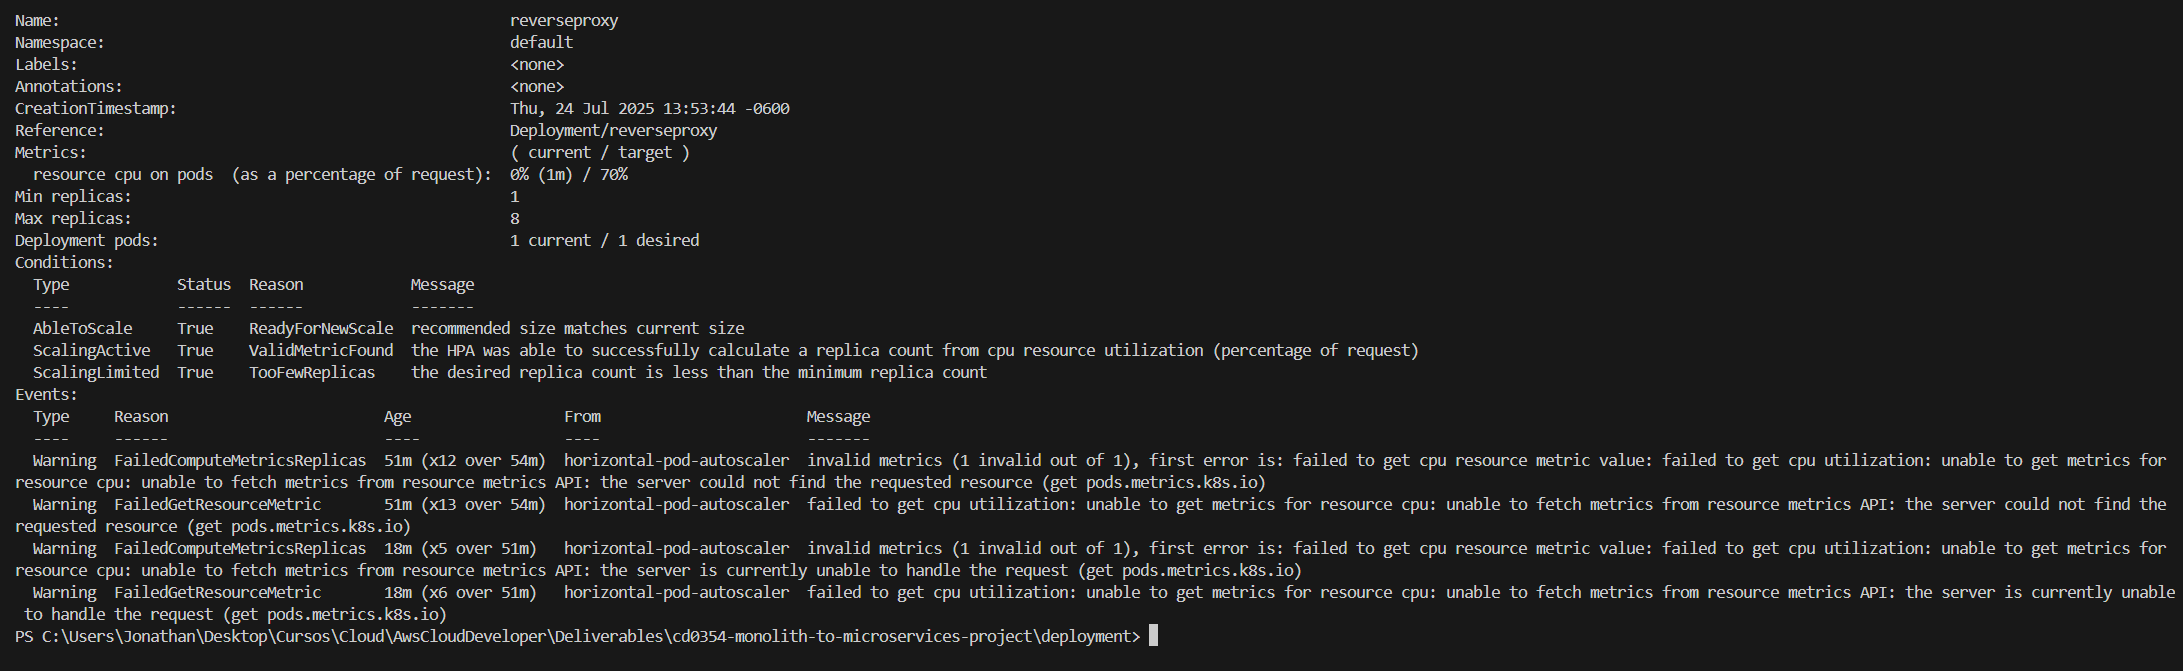 Name:                                                  reverseproxy
Namespace:                                             default
Labels:                                                <none>
Annotations:                                           <none>
CreationTimestamp:                                     Thu, 24 Jul 2025 13:53:44 -0600
Reference:                                             Deployment/reverseproxy
Metrics:                                               ( current / target )
  resource cpu on pods  (as a percentage of request):  0% (1m) / 70%
Min replicas:                                          1
Max replicas:                                          8
Deployment pods:                                       1 current / 1 desired
Conditions:
  Type            Status  Reason            Message
  ----            ------  ------            -------
  AbleToScale     True    ReadyForNewScale  recommended size matches current size
  ScalingActive   True    ValidMetricFound  the HPA was able to successfully calculate a replica count from cpu resource utilization (percentage of request)
  ScalingLimited  True    TooFewReplicas    the desired replica count is less than the minimum replica count
Events:
  Type     Reason                        Age                 From                       Message
  ----     ------                        ----                ----                       -------
  Warning  FailedComputeMetricsReplicas  51m (x12 over 54m)  horizontal-pod-autoscaler  invalid metrics (1 invalid out of 1), first error is: failed to get cpu resource metric value: failed to get cpu utilization: unable to get metrics for
resource cpu: unable to fetch metrics from resource metrics API: the server could not find the requested resource (get pods.metrics.k8s.io)
  Warning  FailedGetResourceMetric       51m (x13 over 54m)  horizontal-pod-autoscaler  failed to get cpu utilization: unable to get metrics for resource cpu: unable to fetch metrics from resource metrics API: the server could not find the
requested resource (get pods.metrics.k8s.io)
  Warning  FailedComputeMetricsReplicas  18m (x5 over 51m)   horizontal-pod-autoscaler  invalid metrics (1 invalid out of 1), first error is: failed to get cpu resource metric value: failed to get cpu utilization: unable to get metrics for
resource cpu: unable to fetch metrics from resource metrics API: the server is currently unable to handle the request (get pods.metrics.k8s.io)
  Warning  FailedGetResourceMetric       18m (x6 over 51m)   horizontal-pod-autoscaler  failed to get cpu utilization: unable to get metrics for resource cpu: unable to fetch metrics from resource metrics API: the server is currently unable
 to handle the request (get pods.metrics.k8s.io)
PS C:\Users\Jonathan\Desktop\Cursos\Cloud\AwsCloudDeveloper\Deliverables\cd0354-monolith-to-microservices-project\deployment>